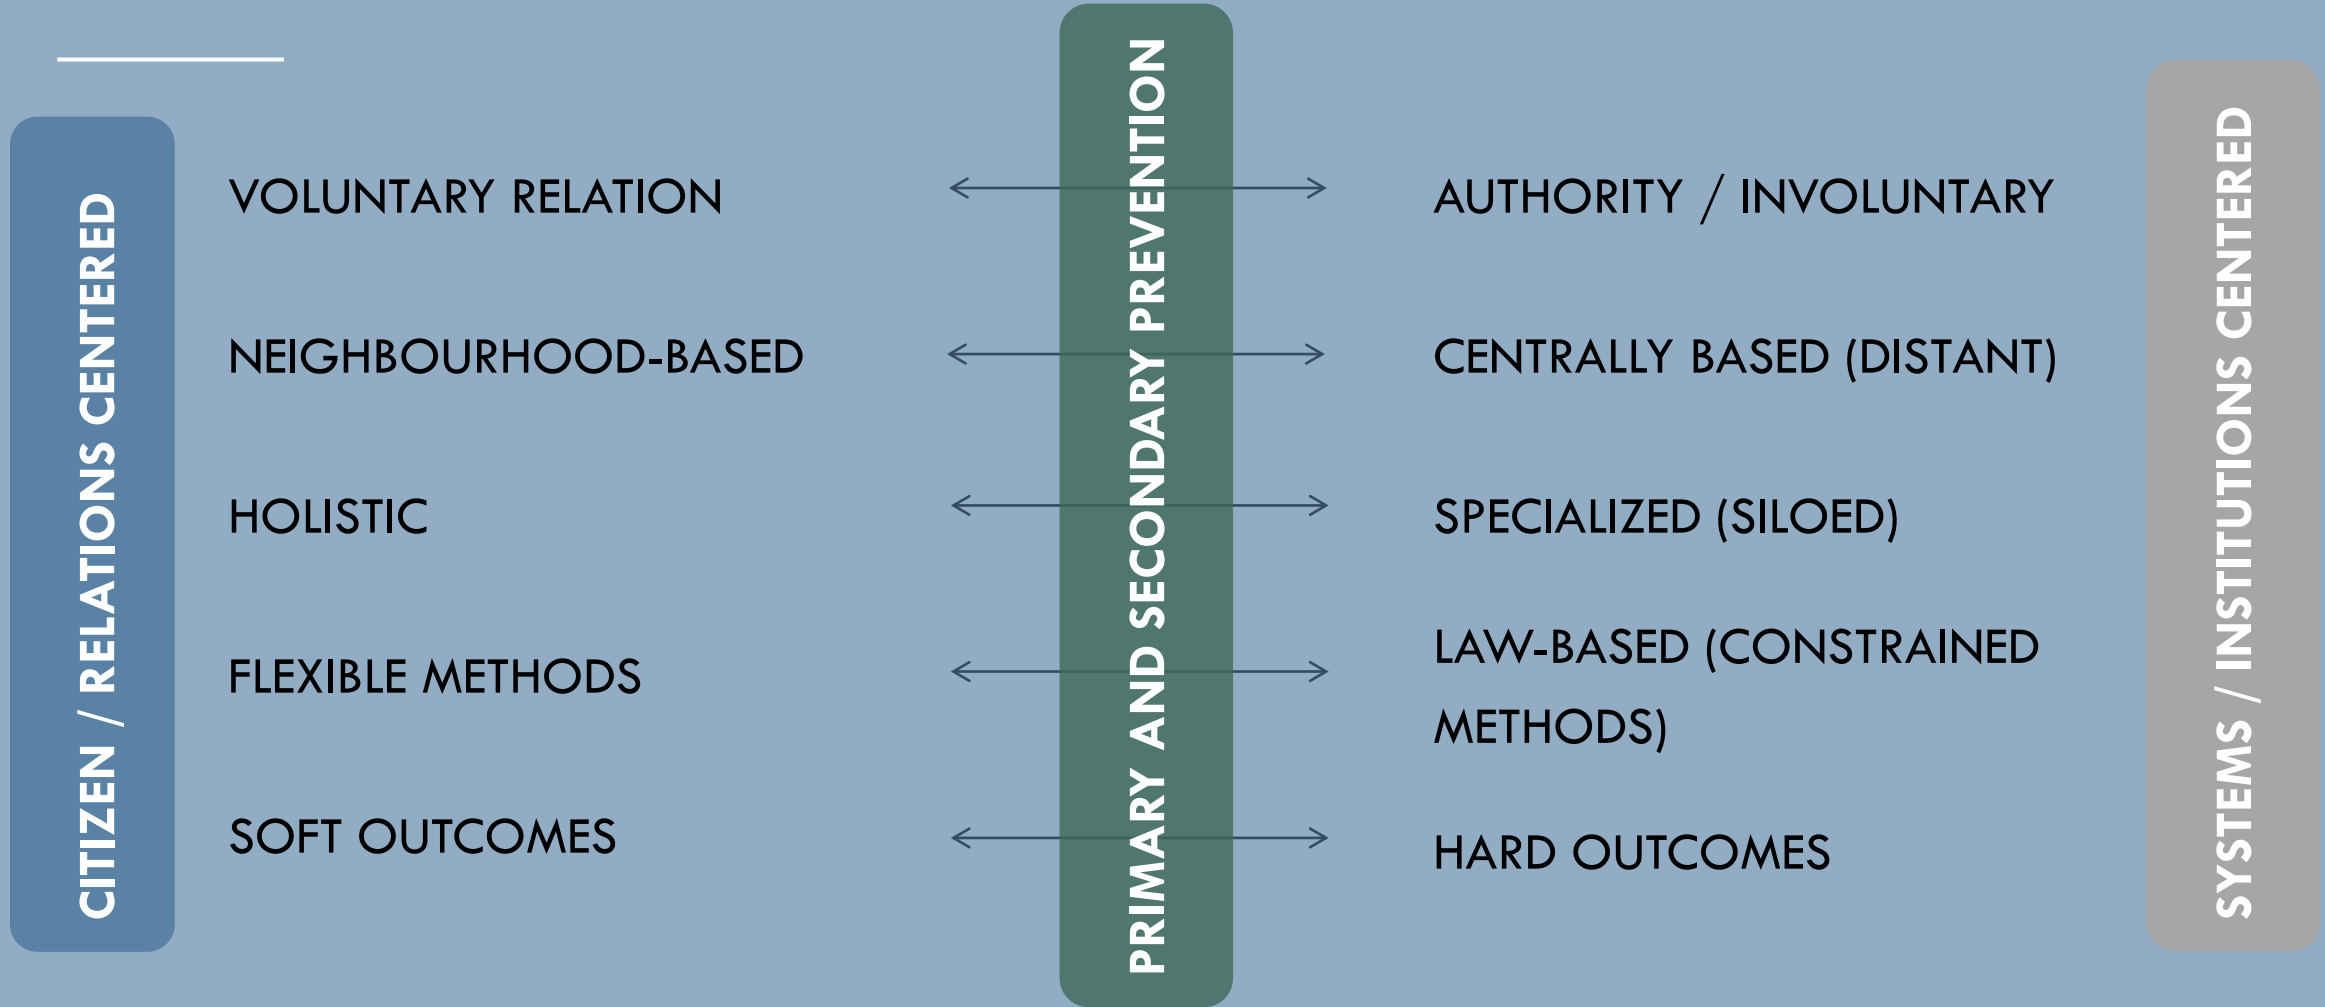 CITIZEN / RELATIONS CENTERED
VOLUNTARY RELATION
NEIGHBOURHOOD-BASED
HOLISTIC
FLEXIBLE METHODS
SOFT OUTCOMES
PRIMARY AND SECONDARY PREVENTION
AUTHORITY / INVOLUNTARY
CENTRALLY BASED (DISTANT)
SPECIALIZED (SILOED)
LAW-BASED (CONSTRAINED
METHODS)
HARD OUTCOMES
SYSTEMS / INSTITUTIONS CENTERED